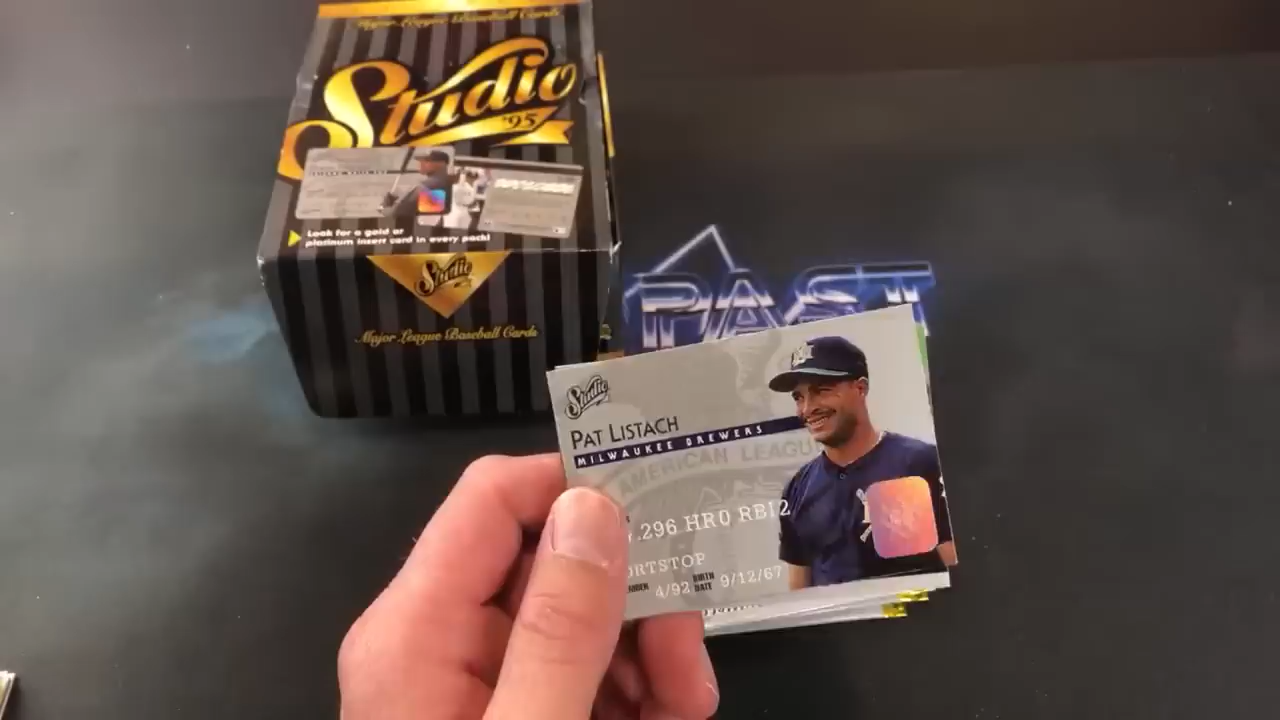 Major League Baseball Cards
Studio
'95
Look for a gold or
platinum insert card in every pack!
Studio
Major League Baseball Cards
PAST
Studio
PAT LISTACH
MILWAUKEE BREWERS
AMERICAN LEAGUE
.296 HR0 RBI2
ORTSTOP
4/92 BIRTH DATE 9/12/67